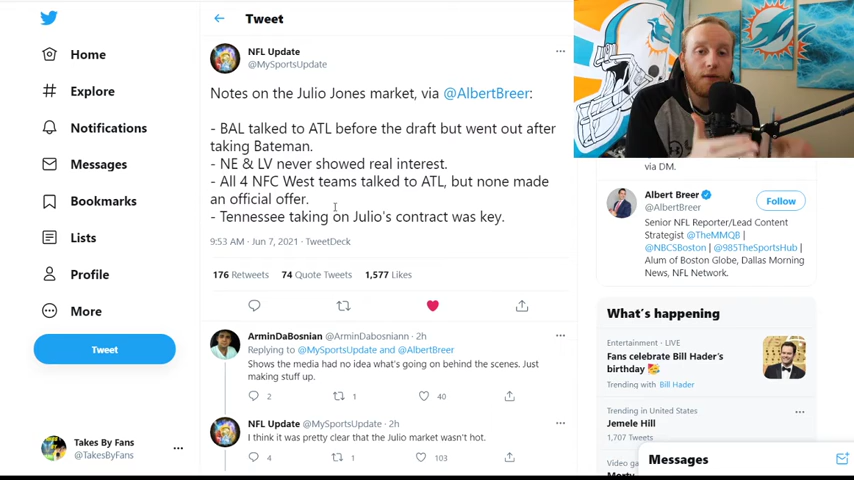 Tweet
NFL Update
@MySportsUpdate
Notes on the Julio Jones market, via @AlbertBreer:
- BAL talked to ATL before the draft but went out after
taking Bateman.
- NE & LV never showed real interest.
- All 4 NFC West teams talked to ATL, but none made
an official offer.
- Tennessee taking on Julio's contract was key.
9:53 AM · Jun 7, 2021 · TweetDeck
176 Retweets 74 Quote Tweets 1,577 Likes
ArminDaBosnian @ArminDabosniann · 2h
Replying to @MySportsUpdate and @AlbertBreer
Shows the media had no idea what's going on behind the scenes. Just
making stuff up.
2 1 40
NFL Update @MySportsUpdate · 2h
I think it was pretty clear that the Julio market wasn't hot.
4 1 103
Home
Explore
Notifications
Messages
Bookmarks
Lists
Profile
More
Tweet
Takes By Fans
@TakesByFans
via DM.
Albert Breer
@AlbertBreer
Follow
Senior NFL Reporter/Lead Content
Strategist @TheMMQB |
@NBCSBoston | @985TheSportsHub |
Alum of Boston Globe, Dallas Morning
News, NFL Network.
What's happening
Entertainment · LIVE
Fans celebrate Bill Hader's
birthday 🥰
Trending with Bill Hader
Trending in United States
Jemele Hill
1,707 Tweets
Video ga
Messages